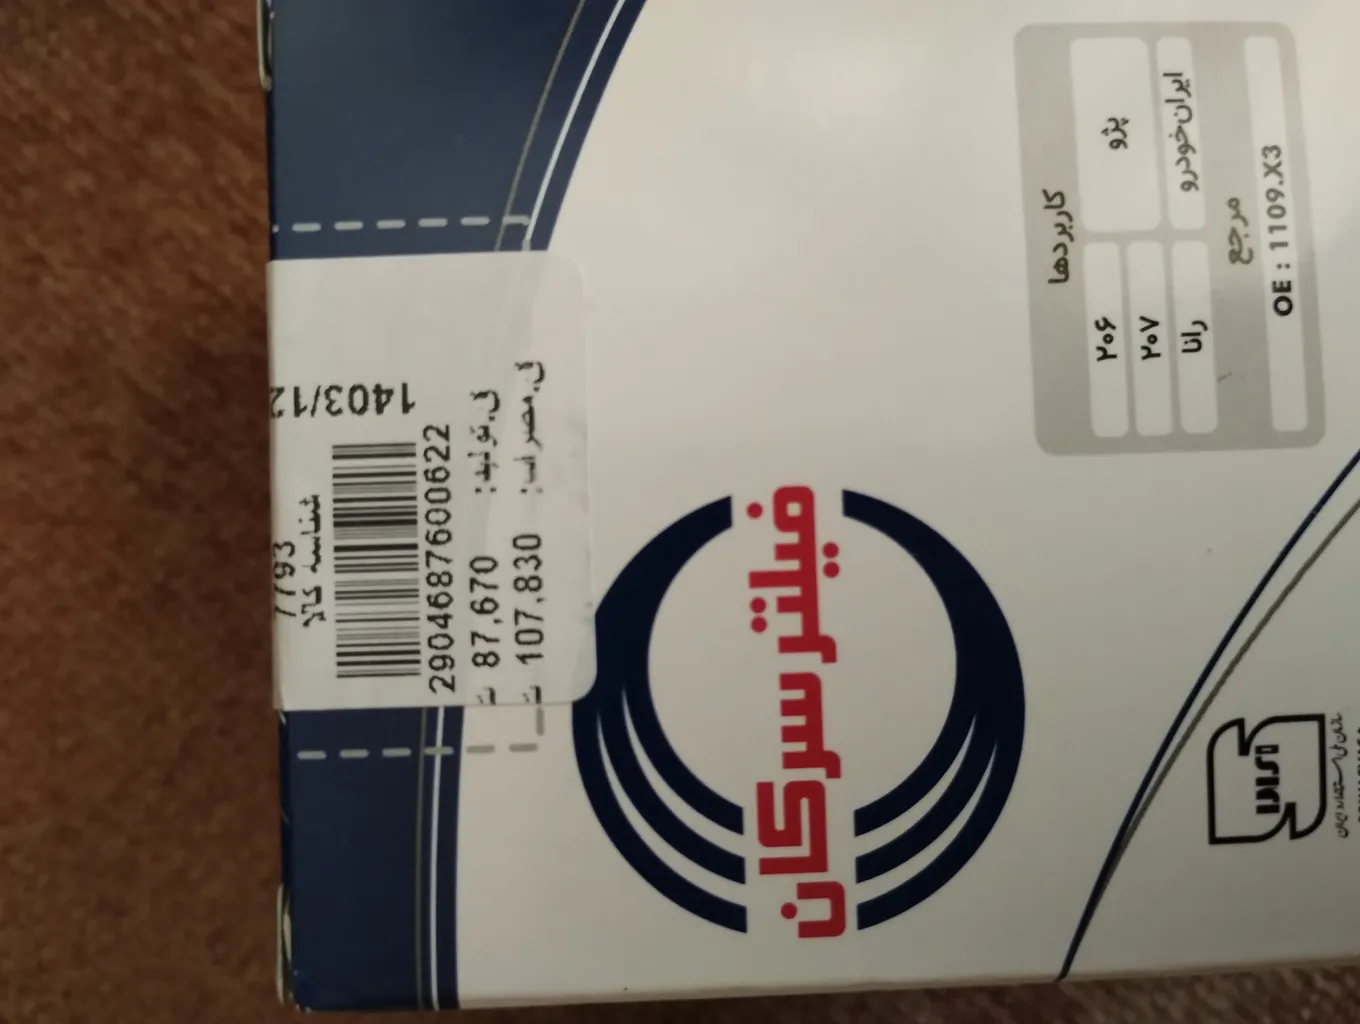 کاربردها
پژو
۲۰۶
۲۰۷
ایران‌خودرو
رانا
مرجع
OE : 1109.X3
1403/12
7793
شناسه کالا
2904687600622
ق.تولید: 87,670 ت
ق.مصرف: 107,830 ت
فیلتر سرکان